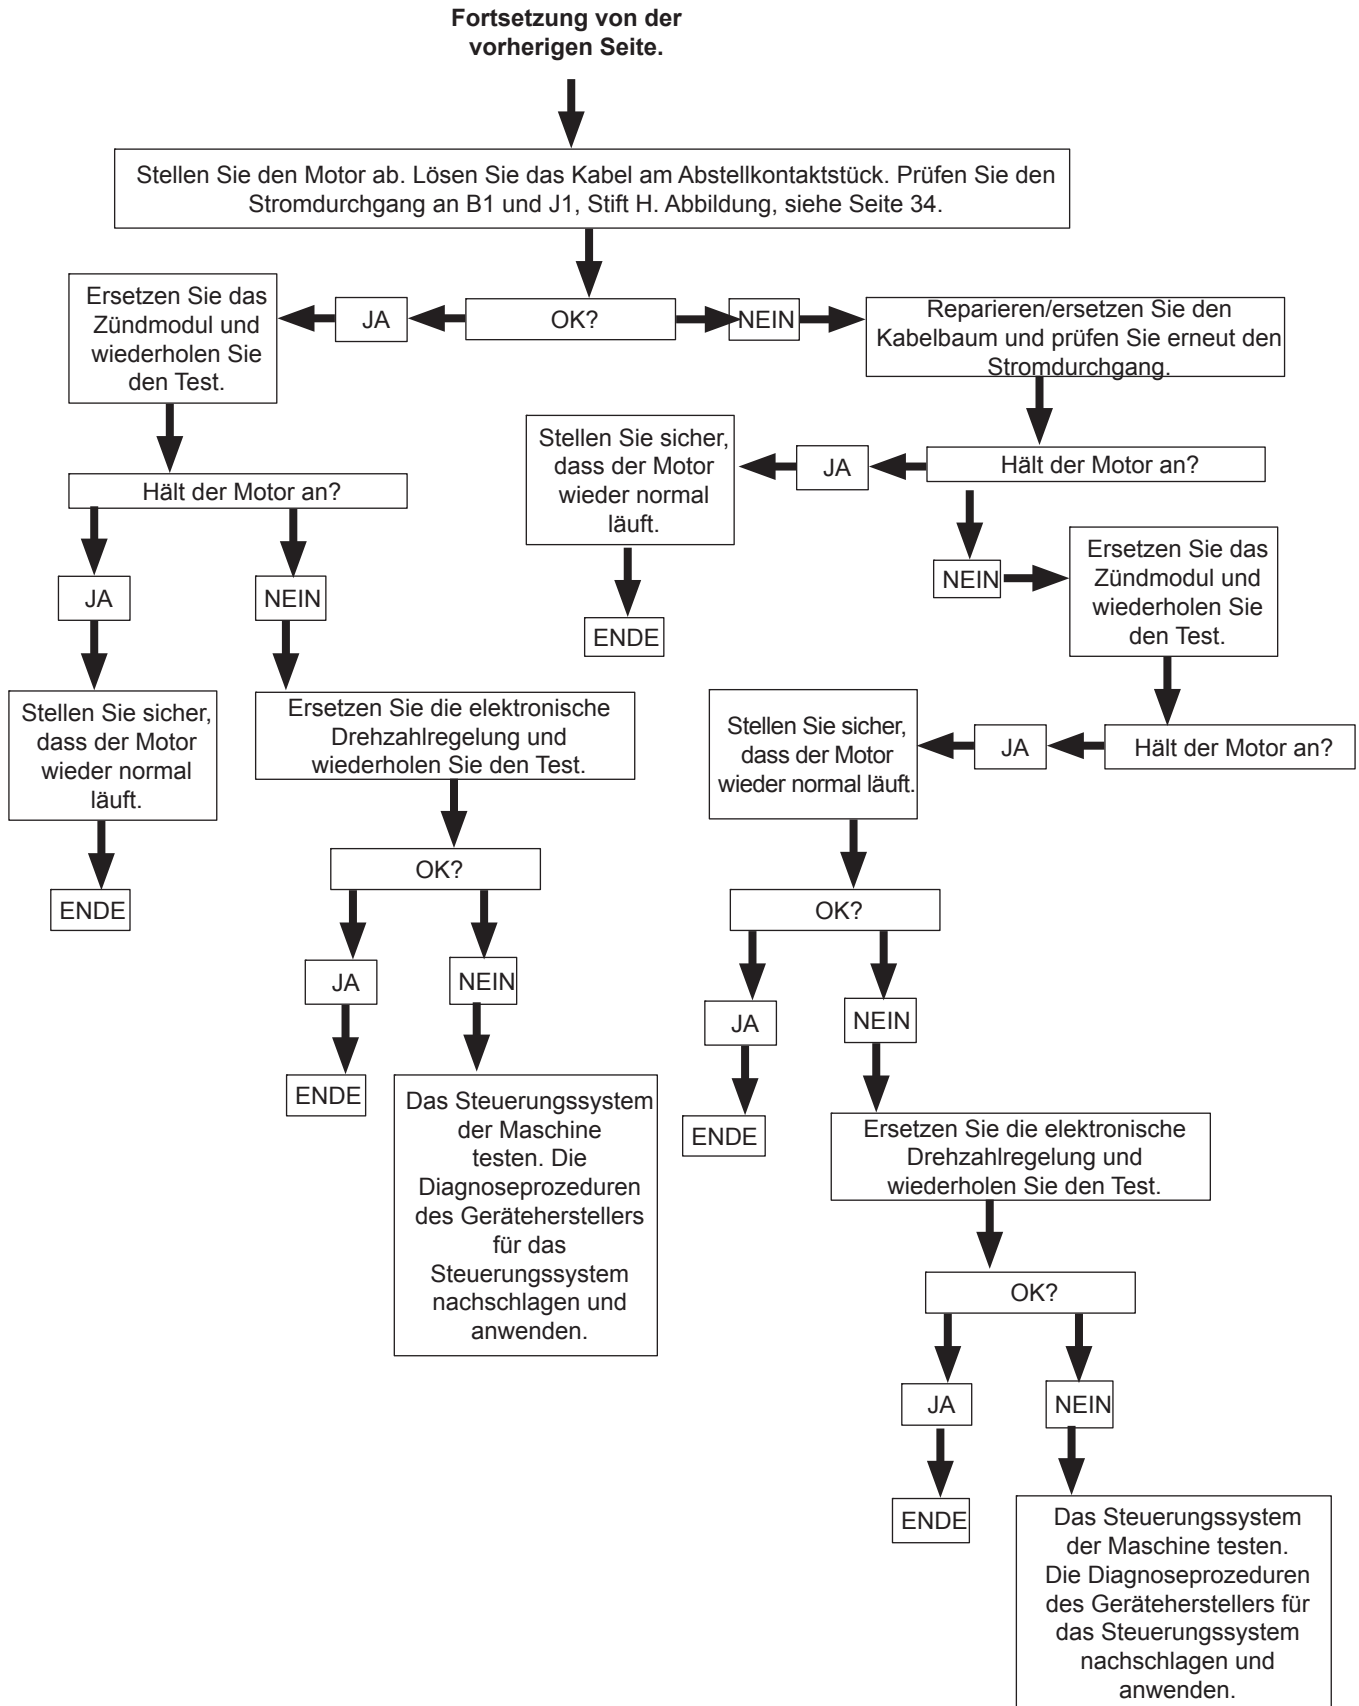 Fortsetzung von der
vorherigen Seite.
Stellen Sie den Motor ab. Lösen Sie das Kabel am Abstellkontaktstück. Prüfen Sie den
Stromdurchgang an B1 und J1, Stift H. Abbildung, siehe Seite 34.
Ersetzen Sie das
Zündmodul und
wiederholen Sie
den Test.
JA
OK?
NEIN
Reparieren/ersetzen Sie den
Kabelbaum und prüfen Sie erneut den
Stromdurchgang.
Hält der Motor an?
Stellen Sie sicher,
dass der Motor
wieder normal
läuft.
JA
Hält der Motor an?
JA
NEIN
ENDE
NEIN
Ersetzen Sie das
Zündmodul und
wiederholen Sie
den Test.
Stellen Sie sicher,
dass der Motor
wieder normal
läuft.
Ersetzen Sie die elektronische
Drehzahlregelung und
wiederholen Sie den Test.
Stellen Sie sicher,
dass der Motor
wieder normal läuft.
JA
Hält der Motor an?
ENDE
OK?
OK?
JA
NEIN
JA
NEIN
ENDE
Das Steuerungssystem
der Maschine
testen. Die
Diagnoseprozeduren
des Geräteherstellers
für das
Steuerungssystem
nachschlagen und
anwenden.
ENDE
Ersetzen Sie die elektronische
Drehzahlregelung und
wiederholen Sie den Test.
OK?
JA
NEIN
ENDE
Das Steuerungssystem
der Maschine testen.
Die Diagnoseprozeduren
des Geräteherstellers für
das Steuerungssystem
nachschlagen und
anwenden.